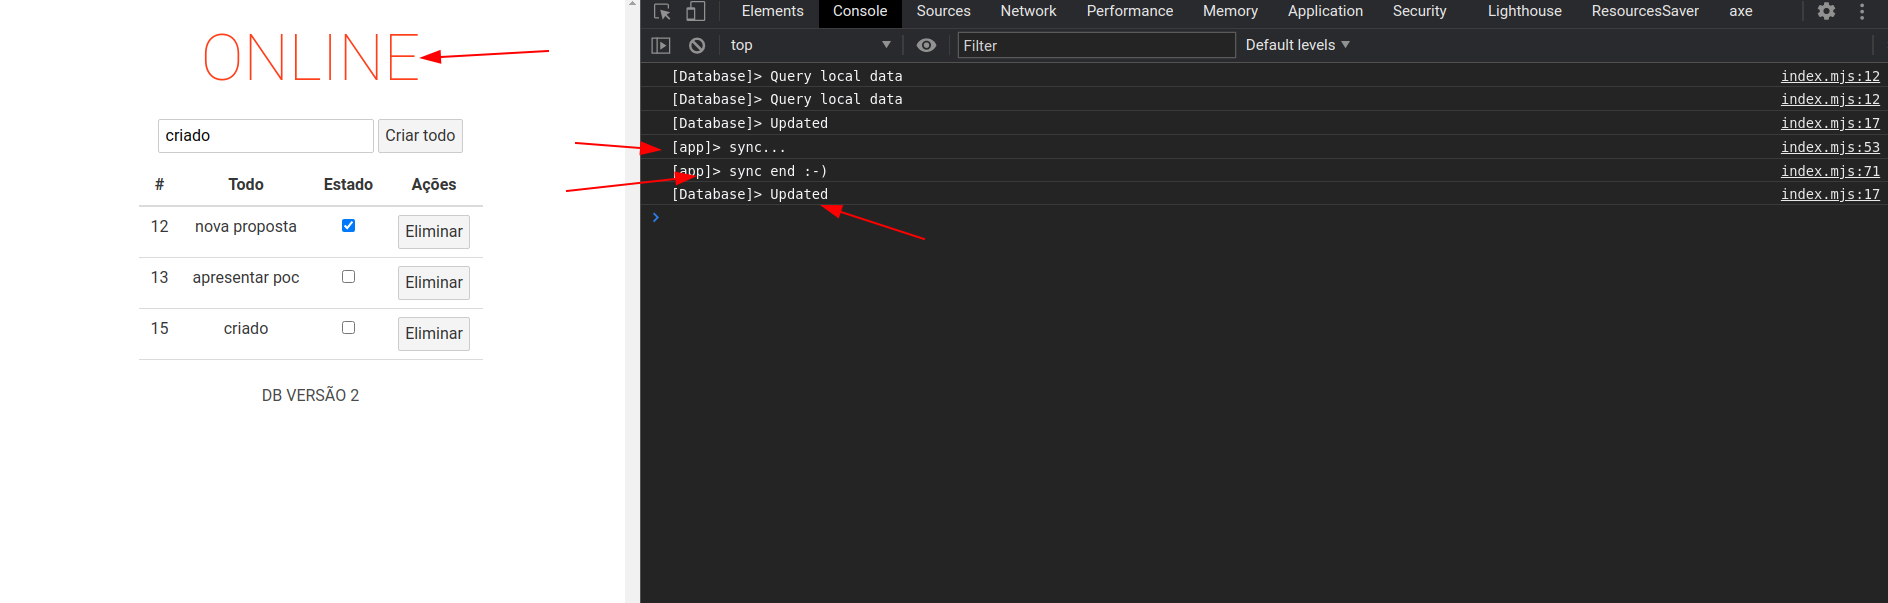 ONLINE
criado
Criar todo
# Todo Estado Ações
12 nova proposta Eliminar
13 apresentar poc Eliminar
15 criado Eliminar
DB VERSÃO 2
Elements Console Sources Network Performance Memory Application Security Lighthouse ResourcesSaver axe
top Filter Default levels
[Database]> Query local data index.mjs:12
[Database]> Query local data index.mjs:12
[Database]> Updated index.mjs:17
[app]> sync... index.mjs:53
[app]> sync end :-) index.mjs:71
[Database]> Updated index.mjs:17